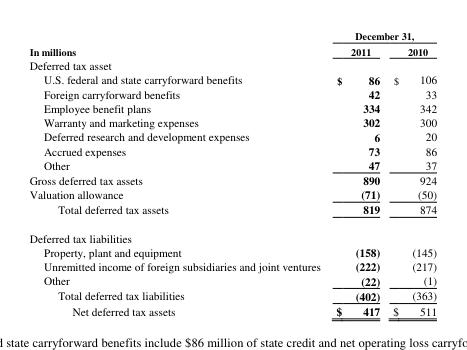 December 31,
In millions 2011 2010
Deferred tax asset
U.S. federal and state carryforward benefits $ 86 $ 106
Foreign carryforward benefits 42 33
Employee benefit plans 334 342
Warranty and marketing expenses 302 300
Deferred research and development expenses 6 20
Accrued expenses 73 86
Other 47 37
Gross deferred tax assets 890 924
Valuation allowance (71) (50)
Total deferred tax assets 819 874
Deferred tax liabilities
Property, plant and equipment (158) (145)
Unremitted income of foreign subsidiaries and joint ventures (222) (217)
Other (22) (1)
Total deferred tax liabilities (402) (363)
Net deferred tax assets $ 417 $ 511
d state carryforward benefits include $86 million of state credit and net operating loss carryfo